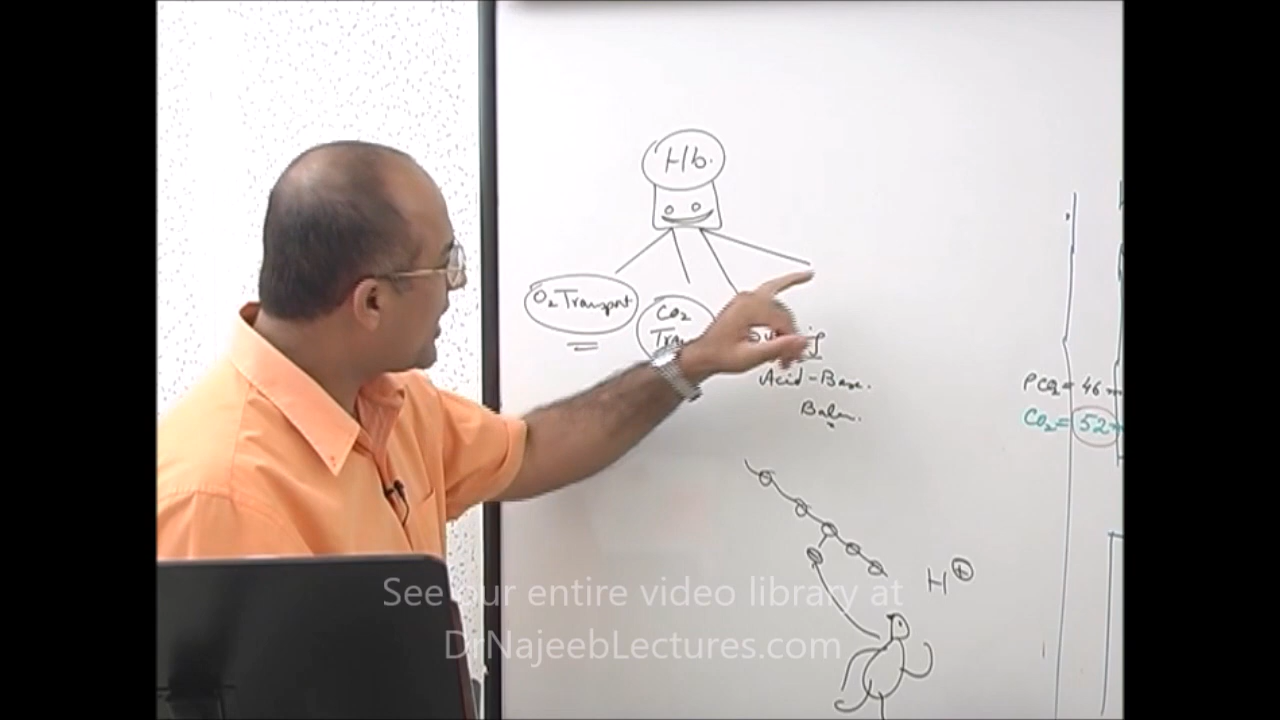 Hb.
O2 Transport
CO2
Tra
Acid-Base.
Balan.
PCO2 = 46 m
CO2 = 52
H+
See our entire video library at
DrNajeebLectures.com